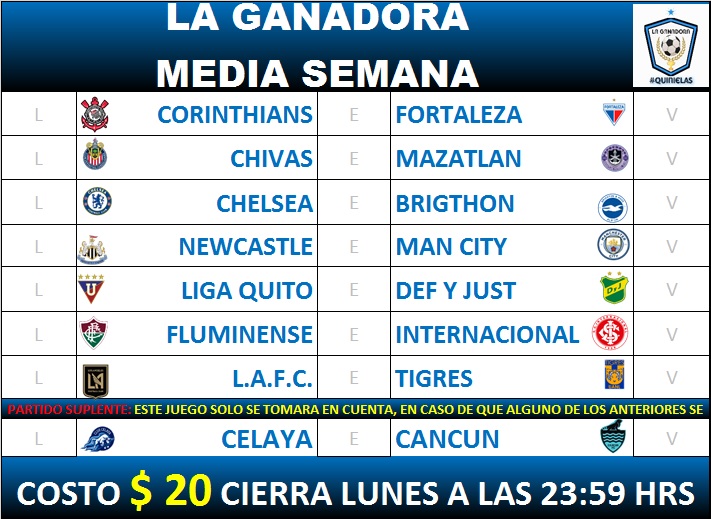 LA GANADORA
MEDIA SEMANA
LA GANADORA
#QUINIELAS
L CORINTHIANS E FORTALEZA V
L CHIVAS E MAZATLAN V
L CHELSEA E BRIGTHON V
L NEWCASTLE E MAN CITY V
L LIGA QUITO E DEF Y JUST V
L FLUMINENSE E INTERNACIONAL V
L L.A.F.C. E TIGRES V
PARTIDO SUPLENTE: ESTE JUEGO SOLO SE TOMARA EN CUENTA, EN CASO DE QUE ALGUNO DE LOS ANTERIORES SE
L CELAYA E CANCUN V
COSTO $ 20 CIERRA LUNES A LAS 23:59 HRS